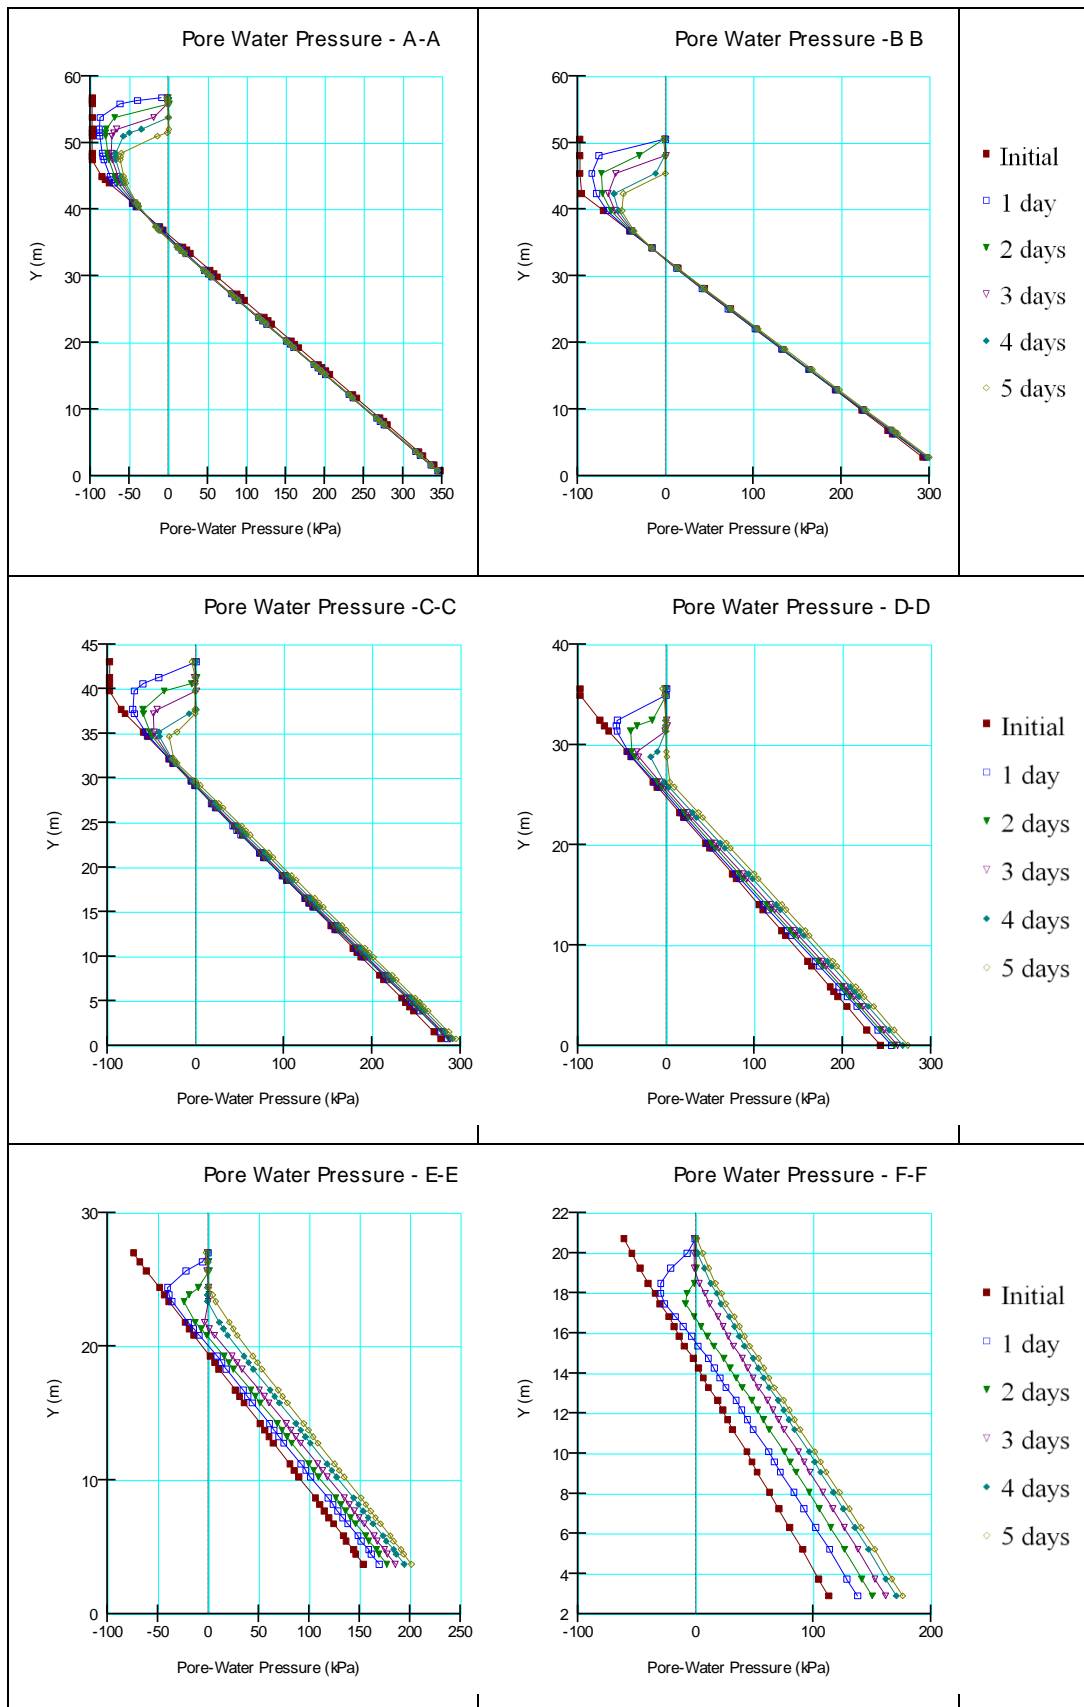 Pore Water Pressure - A-A
60
50
40
30
20
10
0
Y (m)
-100 -50 0 50 100 150 200 250 300 350
Pore-Water Pressure (kPa)
Pore Water Pressure -B B
60
50
40
30
20
10
0
Y (m)
-100 0 100 200 300
Pore-Water Pressure (kPa)
Initial
1 day
2 days
3 days
4 days
5 days
Pore Water Pressure -C-C
45
40
35
30
25
20
15
10
5
0
Y (m)
-100 0 100 200 300
Pore-Water Pressure (kPa)
Pore Water Pressure - D-D
40
30
20
10
0
Y (m)
-100 0 100 200 300
Pore-Water Pressure (kPa)
Initial
1 day
2 days
3 days
4 days
5 days
Pore Water Pressure - E-E
30
20
10
0
Y (m)
-100 -50 0 50 100 150 200 250
Pore-Water Pressure (kPa)
Pore Water Pressure - F-F
22
20
18
16
14
12
10
8
6
4
2
Y (m)
-100 0 100 200
Pore-Water Pressure (kPa)
Initial
1 day
2 days
3 days
4 days
5 days